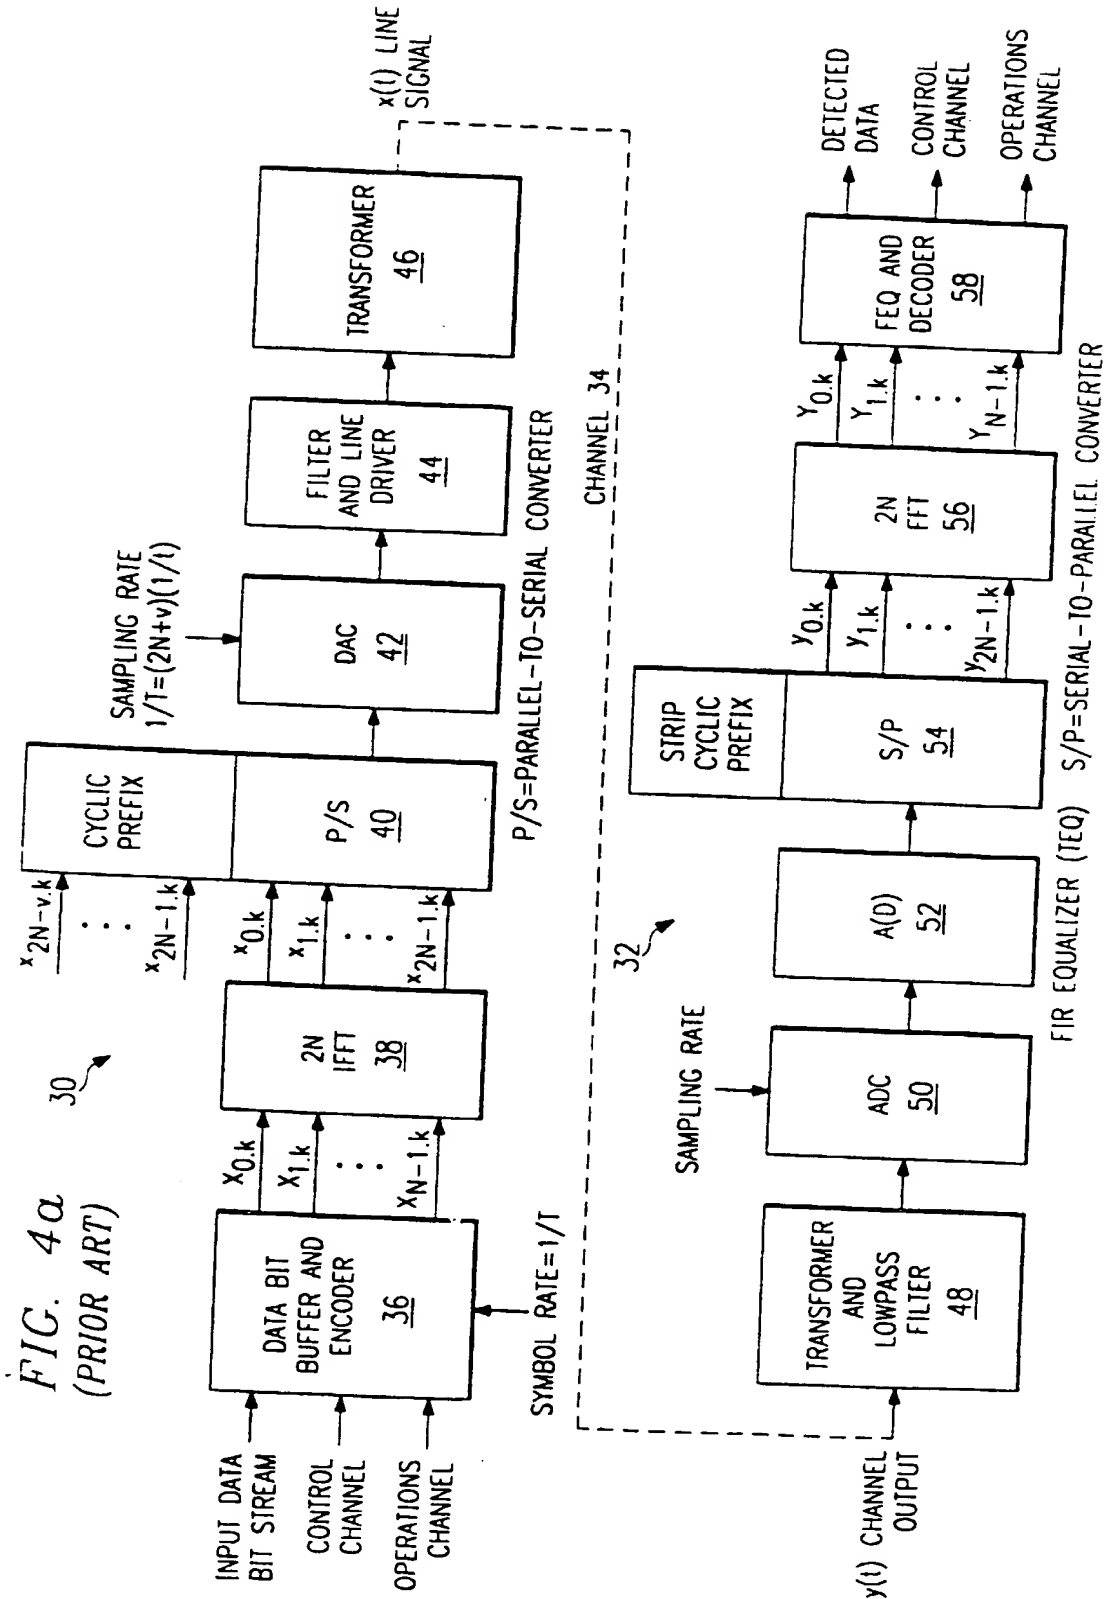 FIG. 4a
(PRIOR ART)
30
INPUT DATA
BIT STREAM
CONTROL
CHANNEL
OPERATIONS
CHANNEL
DATA BIT
BUFFER AND
ENCODER
36
SYMBOL RATE=1/T
X0.k
X1.k
XN-1.k
2N
IFFT
38
x2N-v.k
x2N-1.k
x0.k
x1.k
x2N-1.k
CYCLIC
PREFIX
P/S
40
SAMPLING RATE
1/T=(2N+v)(1/t)
DAC
42
P/S=PARALLEL-TO-SERIAL CONVERTER
FILTER
AND LINE
DRIVER
44
TRANSFORMER
46
x(t) LINE
SIGNAL
CHANNEL 34
32
y(t) CHANNEL
OUTPUT
TRANSFORMER
AND
LOWPASS
FILTER
48
SAMPLING RATE
ADC
50
A(D)
52
FIR EQUALIZER (TEQ)
STRIP
CYCLIC
PREFIX
S/P
54
S/P=SERIAL-TO-PARALLEL CONVERTER
y0.k
y1.k
y2N-1.k
2N
FFT
56
Y0.k
Y1.k
YN-1.k
FEQ AND
DECODER
58
DETECTED
DATA
CONTROL
CHANNEL
OPERATIONS
CHANNEL